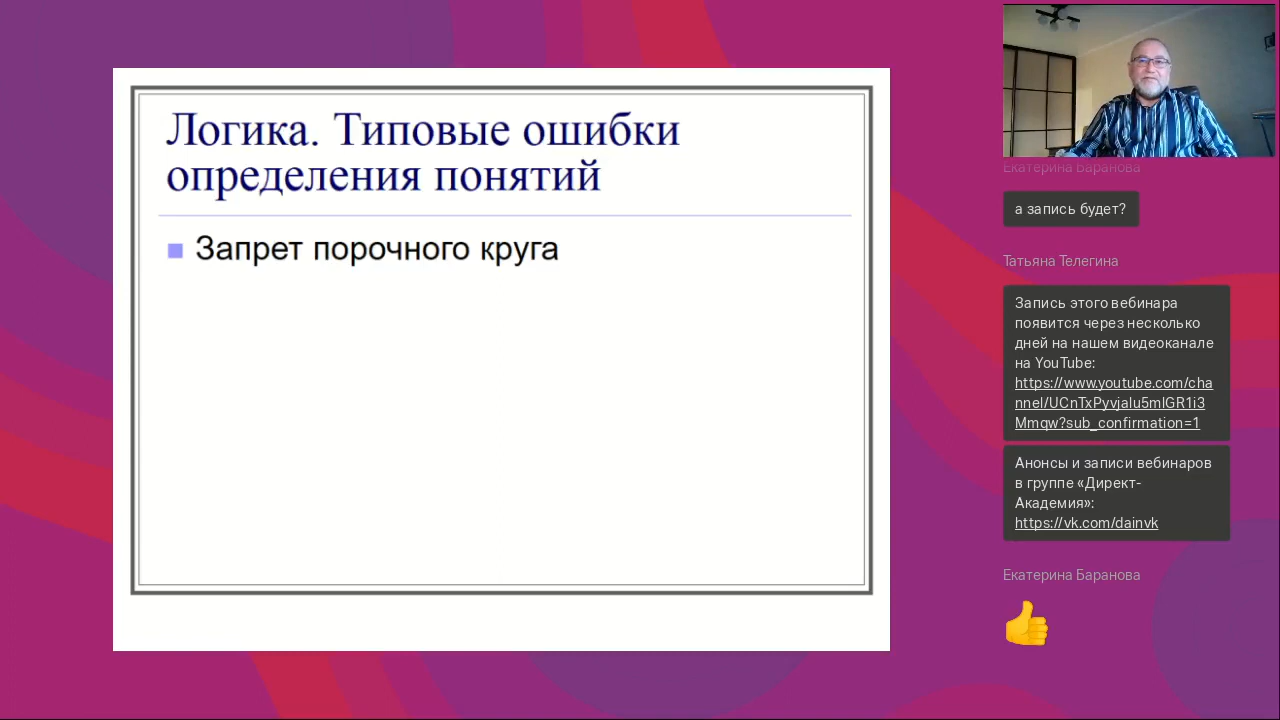 Логика. Типовые ошибки
определения понятий
Запрет порочного круга
Екатерина Баранова
а запись будет?
Татьяна Телегина
Запись этого вебинара
появится через несколько
дней на нашем видеоканале
на YouTube:
https://www.youtube.com/cha
nnel/UCnTxPyvjalu5mlGR1i3
Mmqw?sub_confirmation=1
Анонсы и записи вебинаров
в группе «Директ-
Академия»:
https://vk.com/dainvk
Екатерина Баранова